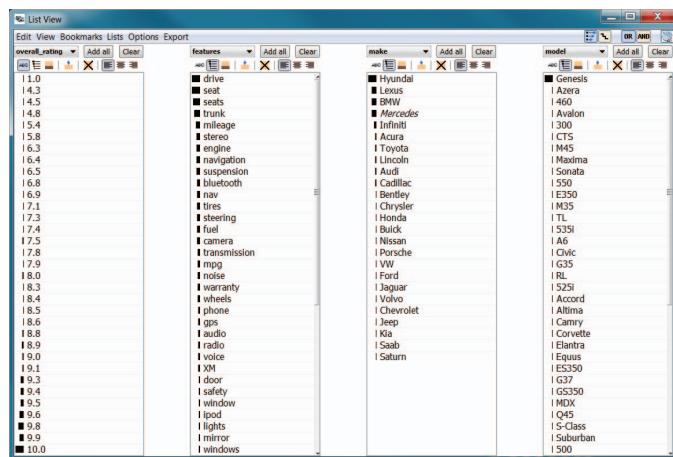 List View
Edit View Bookmarks Lists Options Export
OR AND
overall_rating Add all Clear
ABC
1.0
4.3
4.5
4.8
5.4
5.8
6.3
6.4
6.5
6.8
6.9
7.1
7.3
7.4
7.5
7.8
7.9
8.0
8.3
8.4
8.5
8.6
8.8
8.9
9.0
9.1
9.3
9.4
9.5
9.6
9.8
9.9
10.0
features Add all Clear
ABC
drive
seat
seats
trunk
mileage
stereo
engine
navigation
suspension
bluetooth
nav
tires
steering
fuel
camera
transmission
mpg
noise
warranty
wheels
phone
gps
audio
radio
voice
XM
door
safety
window
ipod
lights
mirror
windows
make Add all Clear
ABC
Hyundai
Lexus
BMW
Mercedes
Infiniti
Acura
Toyota
Lincoln
Audi
Cadillac
Bentley
Chrysler
Honda
Buick
Nissan
Porsche
VW
Ford
Jaguar
Volvo
Chevrolet
Jeep
Kia
Saab
Saturn
model Add all Clear
ABC
Genesis
Azera
460
Avalon
300
CTS
M45
Maxima
Sonata
550
E350
M35
TL
535i
A6
Civic
G35
RL
525i
Accord
Altima
Camry
Corvette
Elantra
Equus
ES350
G37
GS350
MDX
Q45
S-Class
Suburban
500